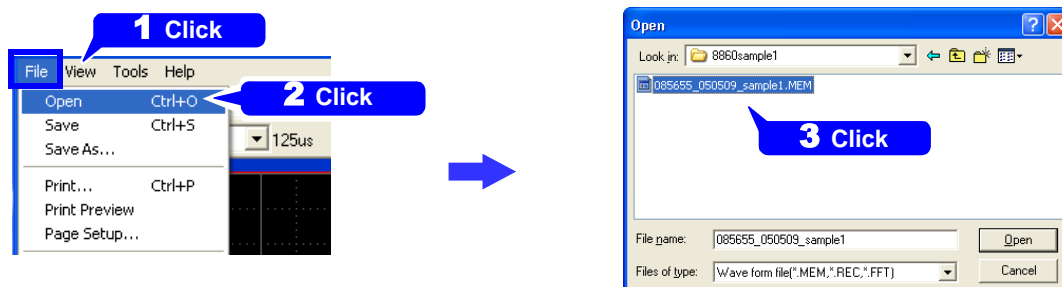 1 Click
File View Tools Help
Open Ctrl+O
2 Click
Save Ctrl+S
Save As...
125us
Print... Ctrl+P
Print Preview
Page Setup...
Open
Look in: 8860sample1
085655_050509_sample1.MEM
3 Click
File name: 085655_050509_sample1 Open
Files of type: Wave form file(*.MEM,*.REC,*.FFT) Cancel